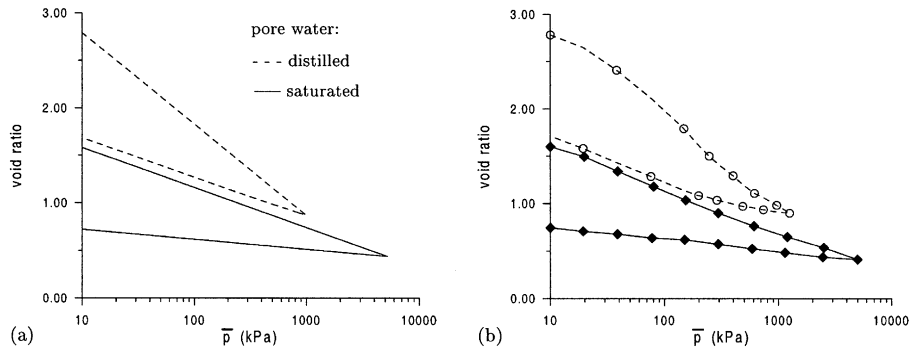 3.00
2.00
1.00
0.00
void ratio
pore water:
distilled
saturated
10
100
1000
10000
p̅ (kPa)
(a)
3.00
2.00
1.00
0.00
void ratio
10
100
1000
10000
p̅ (kPa)
(b)